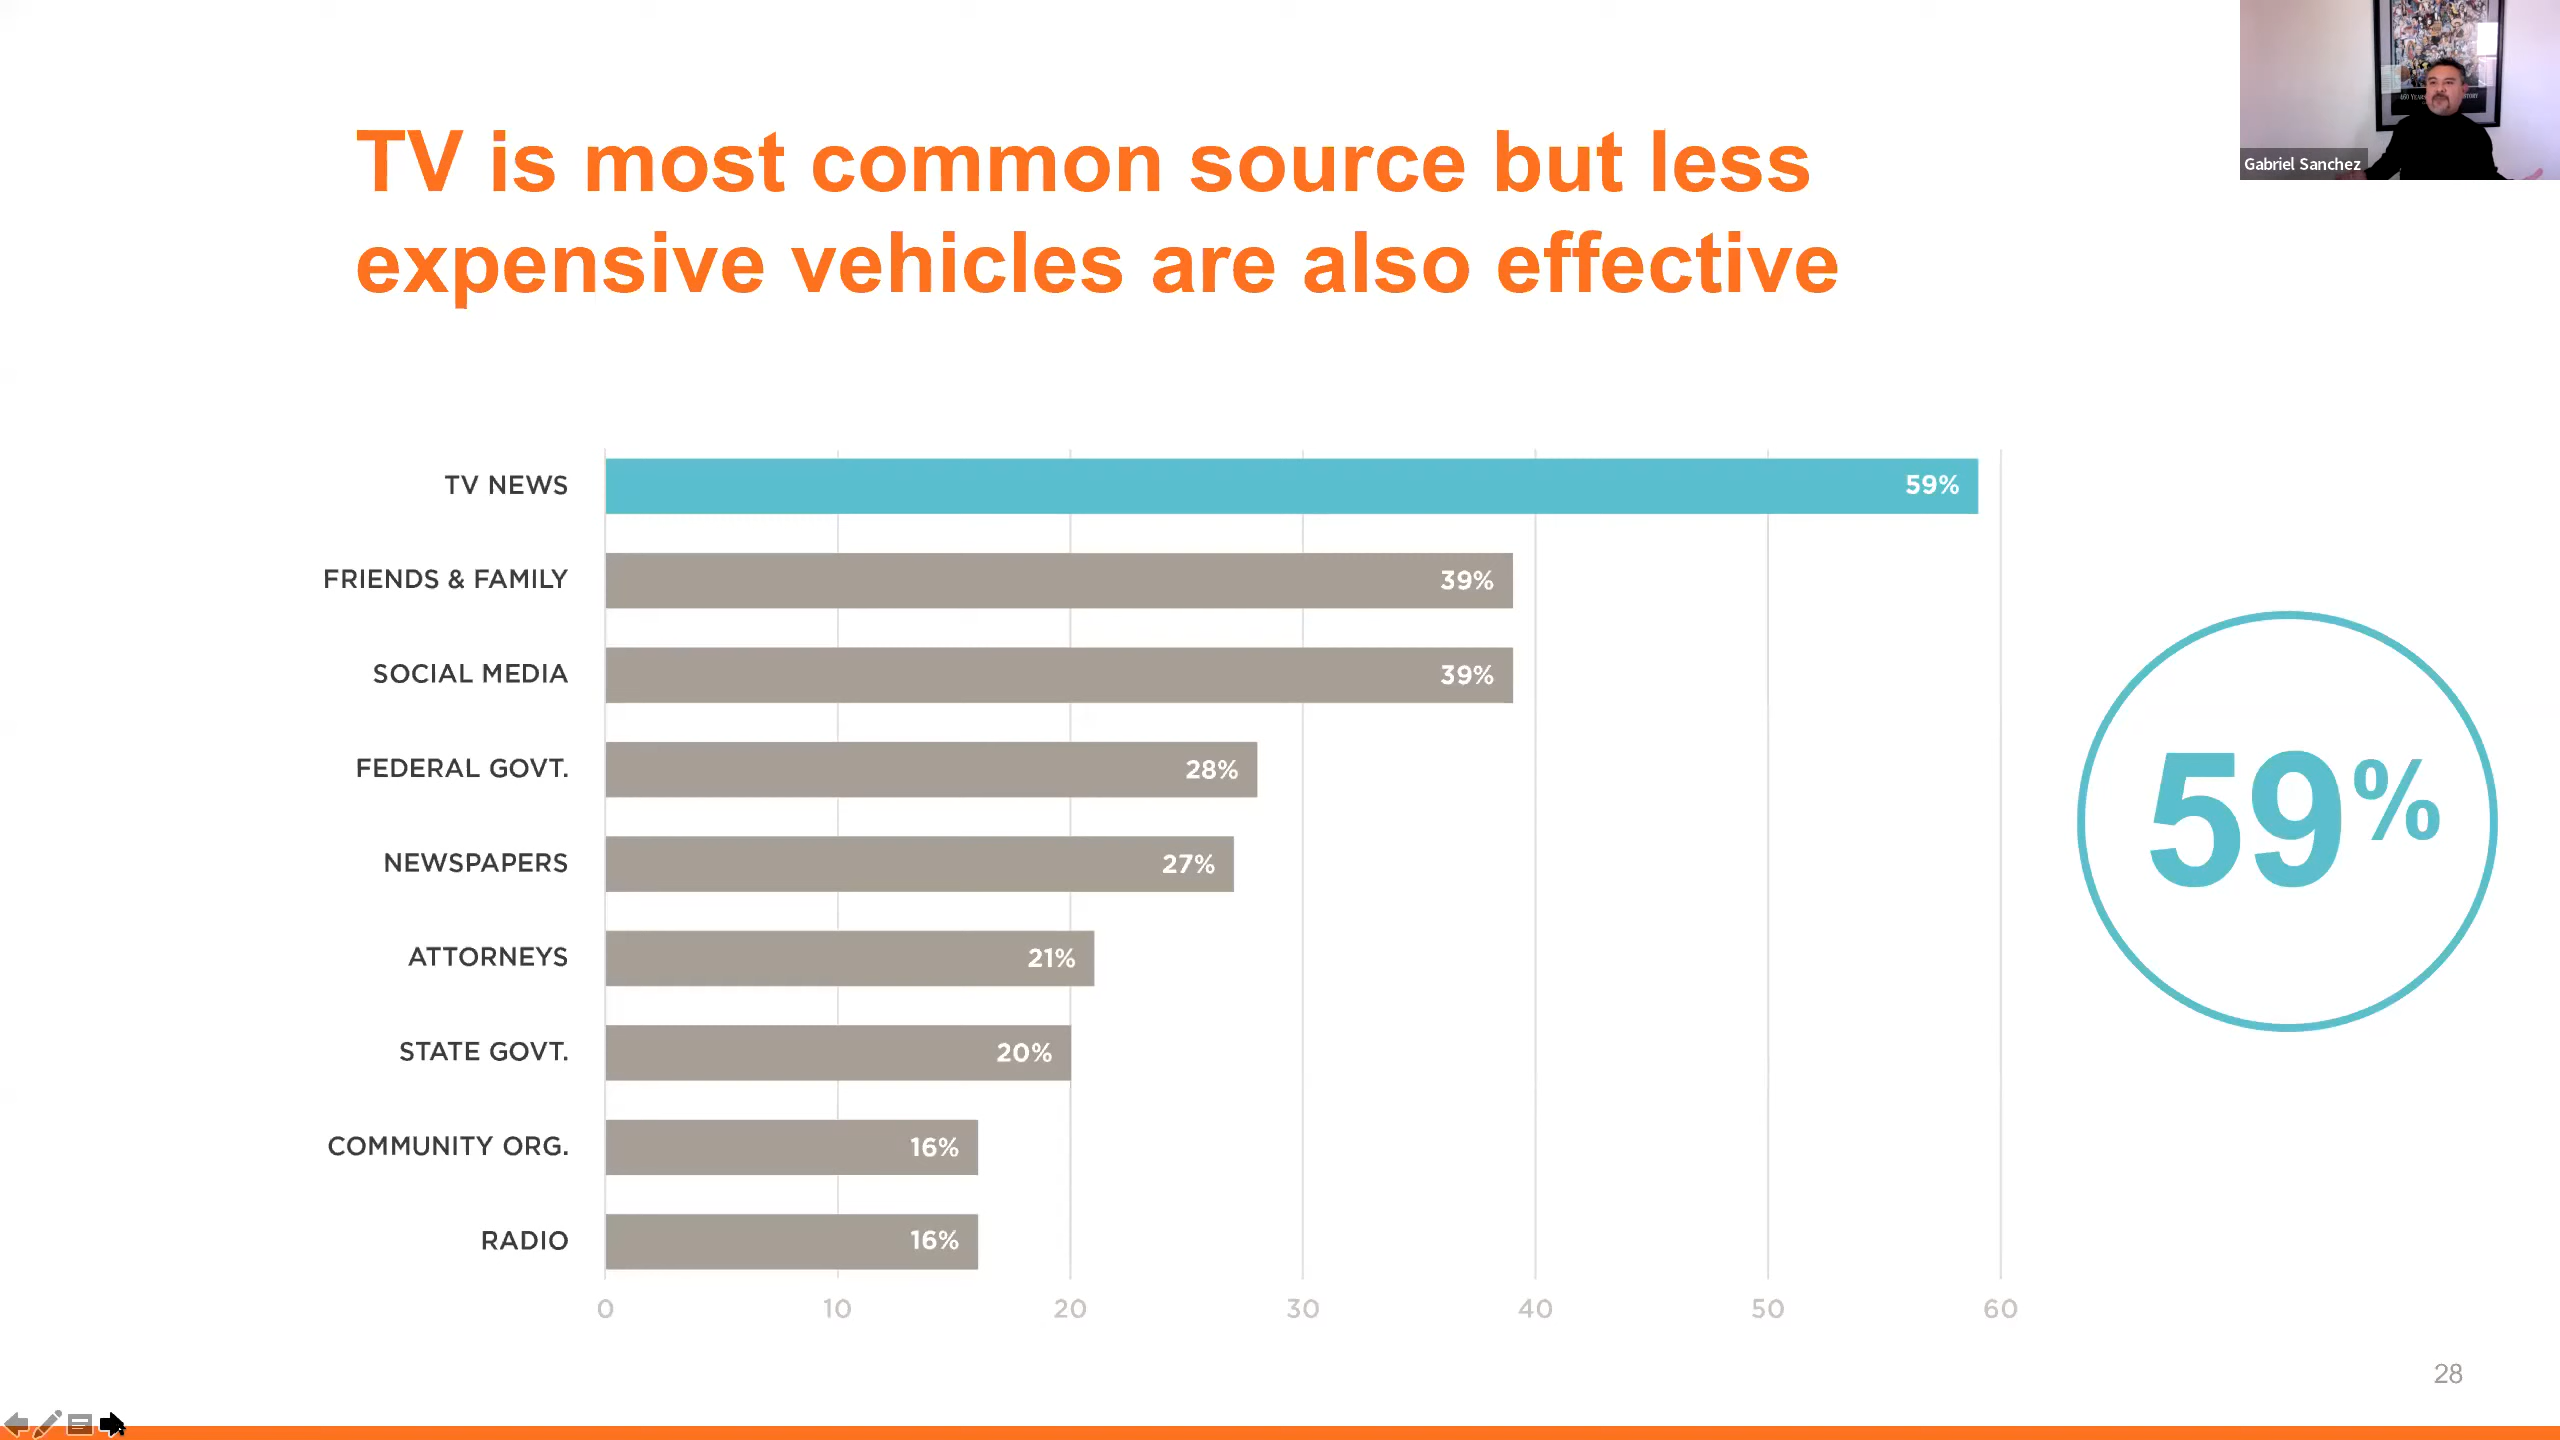 TV is most common source but less
expensive vehicles are also effective
Gabriel Sanchez
TV NEWS
59%
FRIENDS & FAMILY
39%
SOCIAL MEDIA
39%
FEDERAL GOVT.
28%
NEWSPAPERS
27%
ATTORNEYS
21%
STATE GOVT.
20%
COMMUNITY ORG.
16%
RADIO
16%
0 10 20 30 40 50 60
59%
28